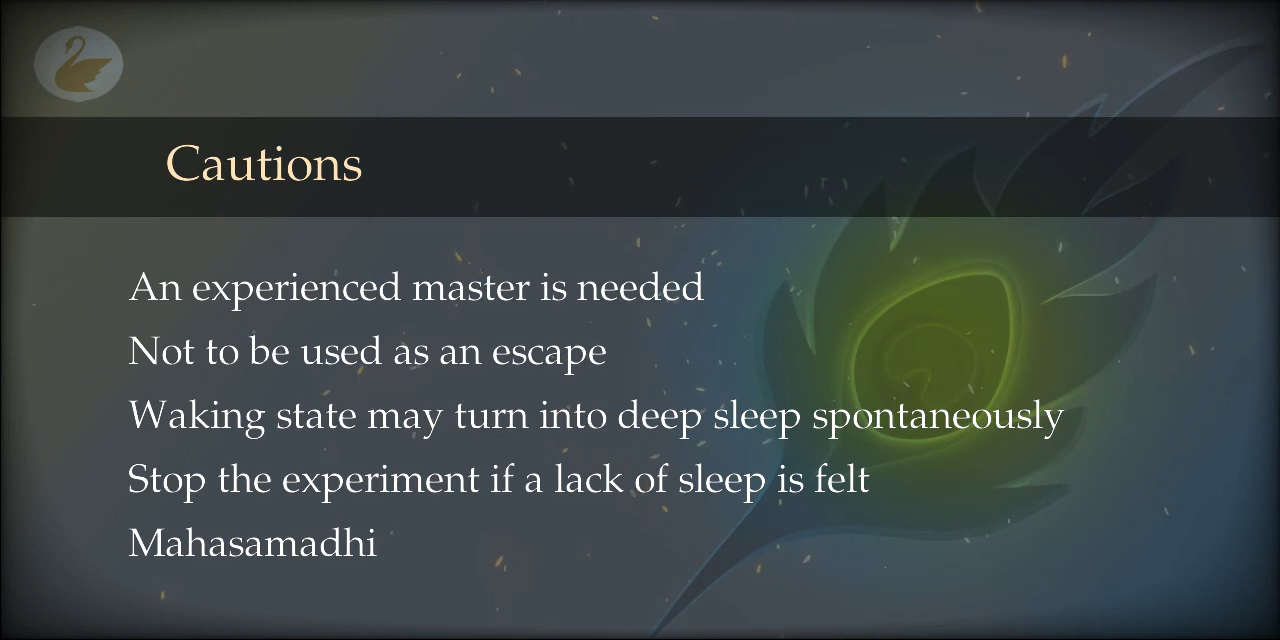 Cautions
An experienced master is needed
Not to be used as an escape
Waking state may turn into deep sleep spontaneously
Stop the experiment if a lack of sleep is felt
Mahasamadhi